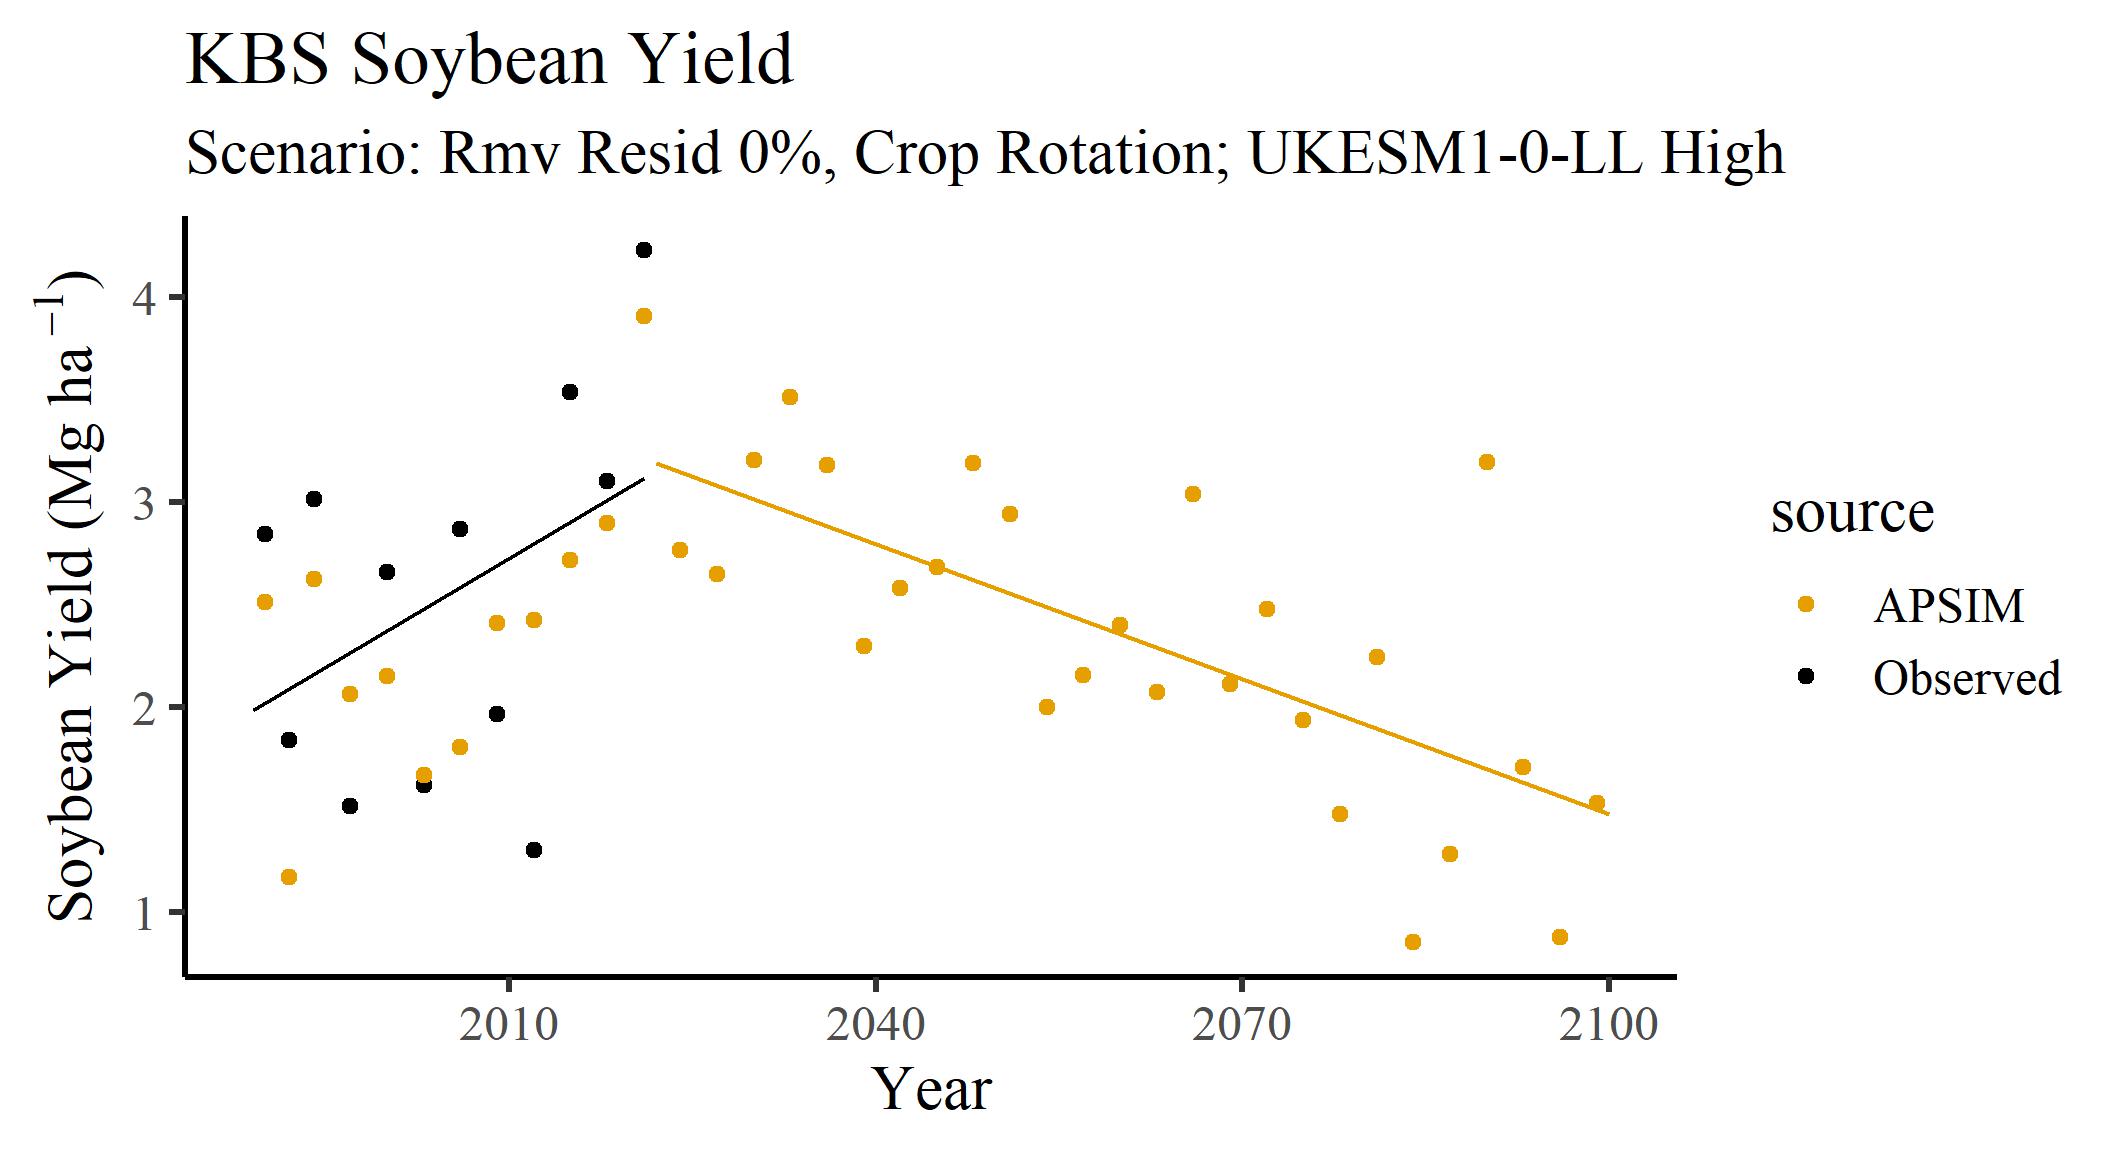 KBS Soybean Yield
Scenario: Rmv Resid 0%, Crop Rotation; UKESM1-0-LL High
Soybean Yield (Mg ha⁻¹)
4
3
2
1
2010 2040 2070 2100
Year
source
APSIM
Observed